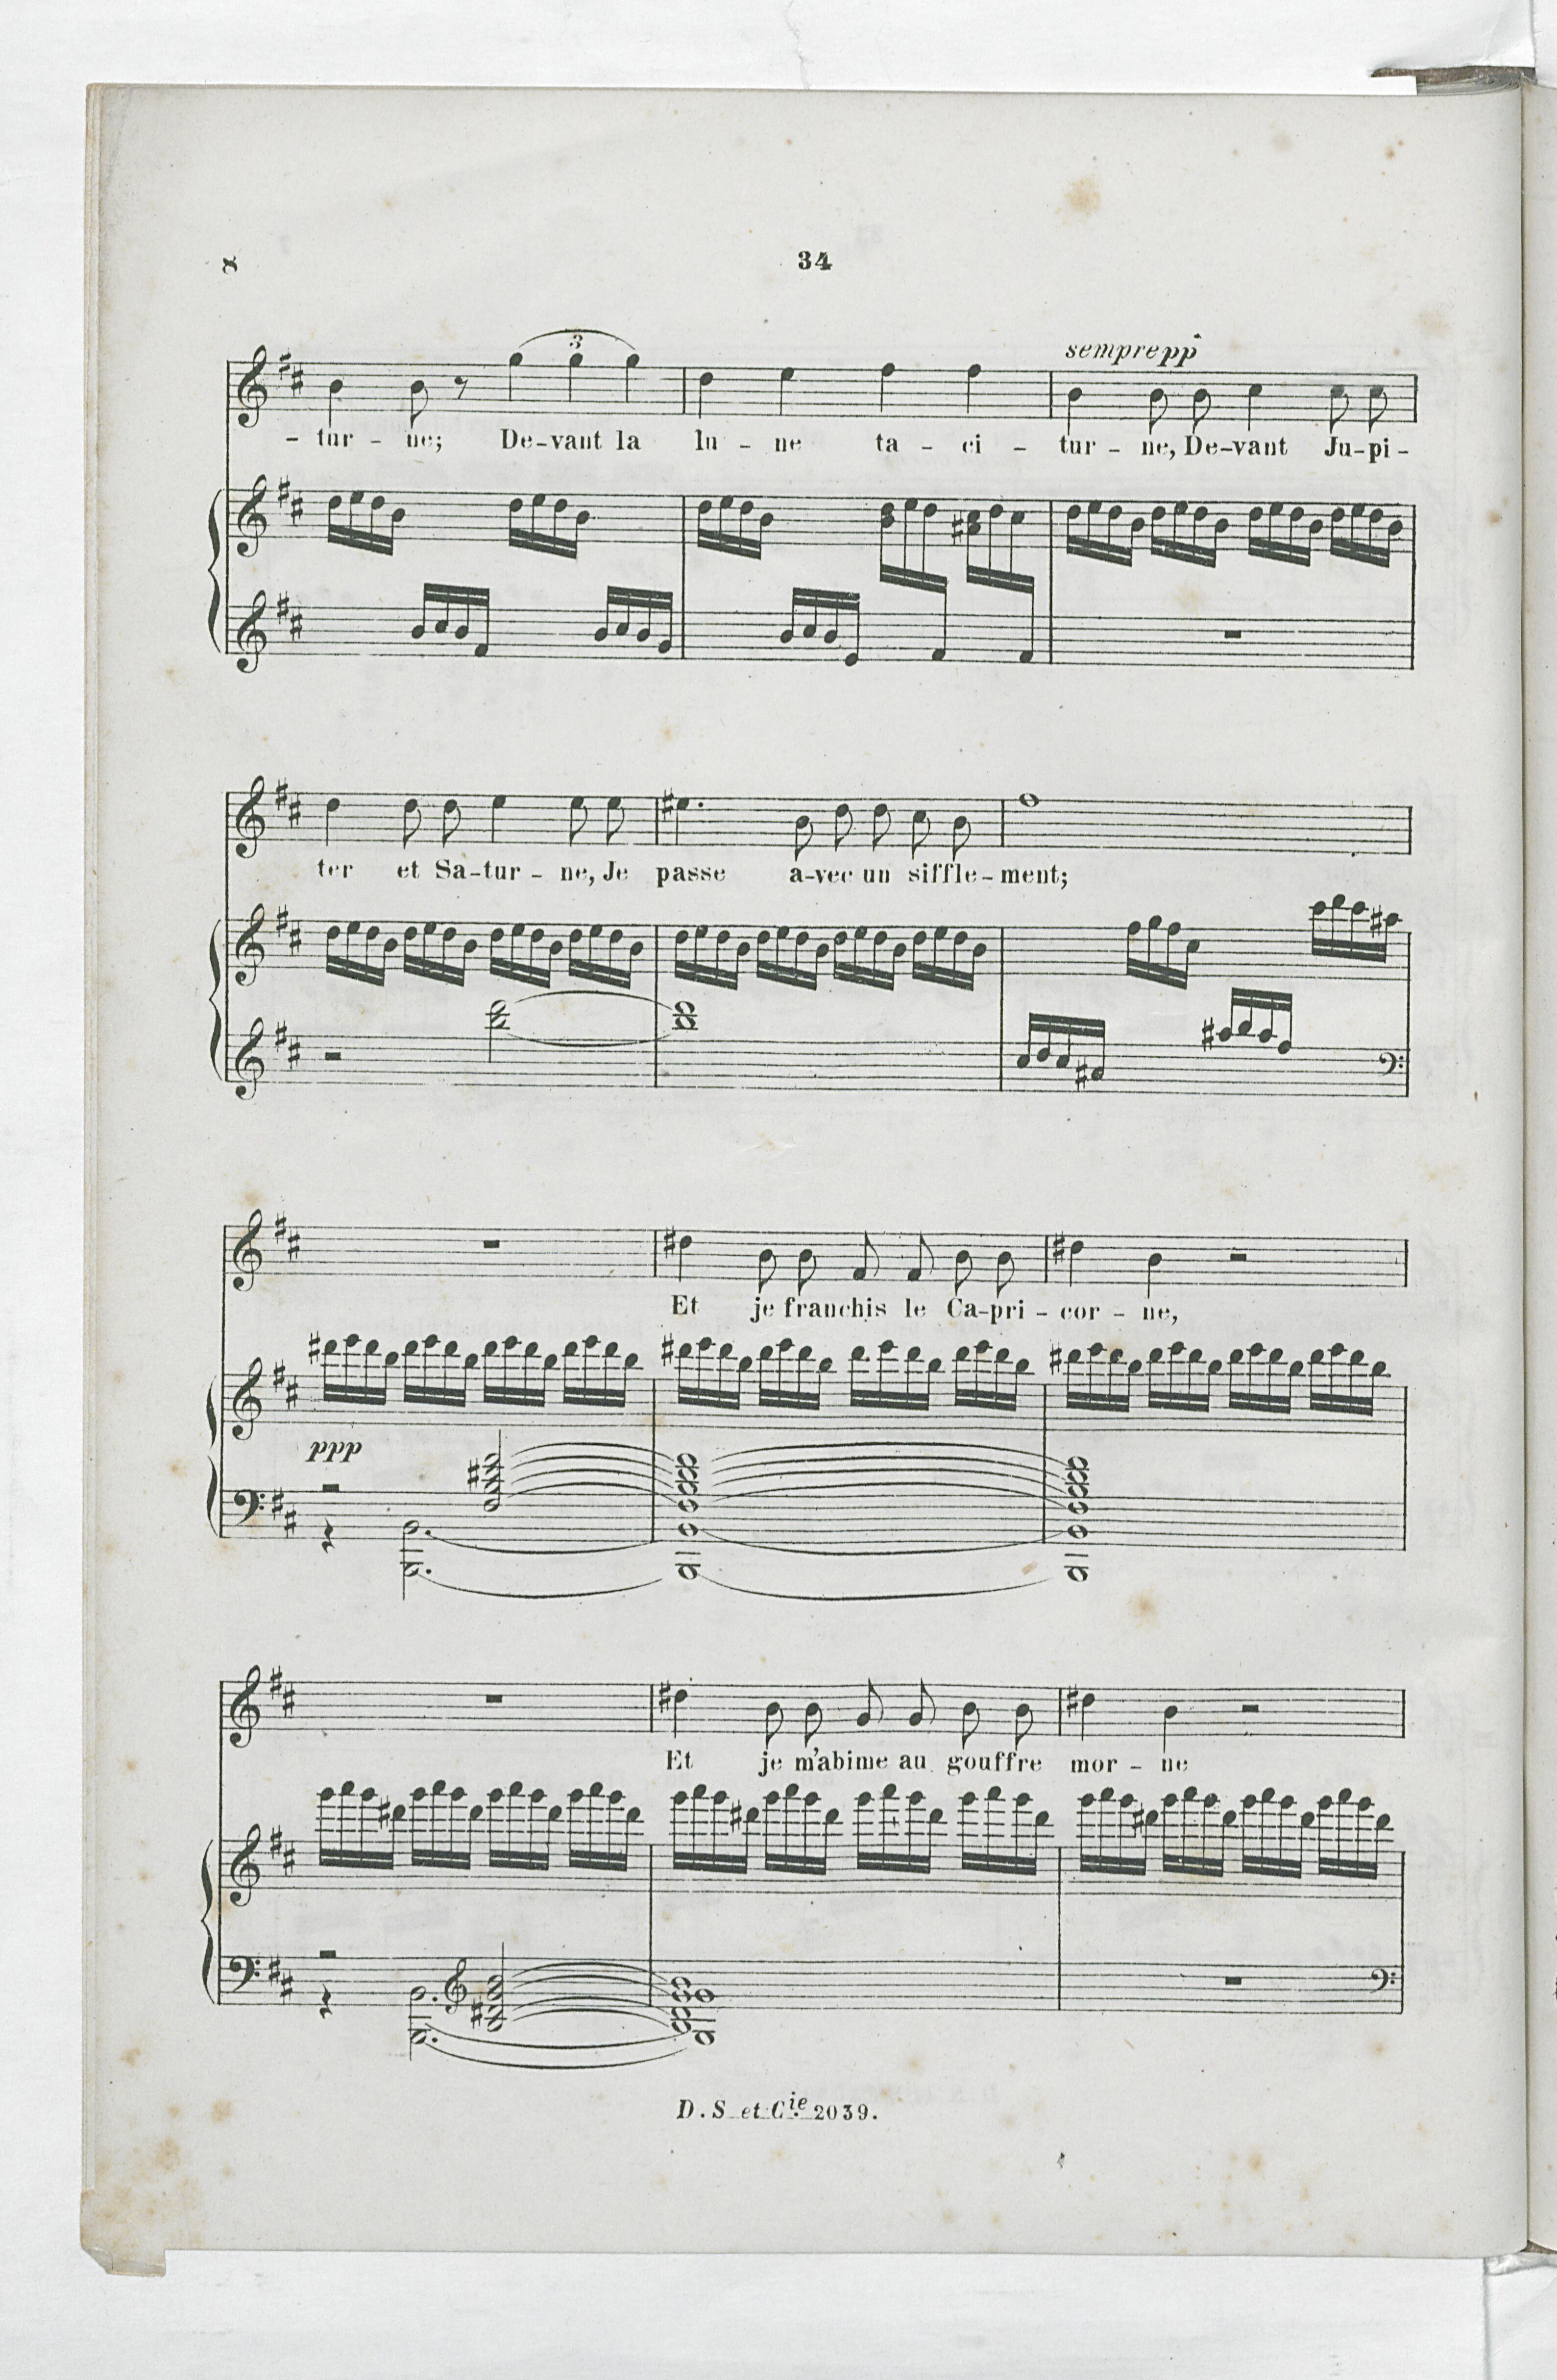 8 34
3 sempre pp
- tur - ne; De-vant la lu - ne ta - ci - tur - ne, De-vant Ju-pi-
ter et Sa-tur - ne, Je passe a-vec un siffle-ment;
Et je franchis le Ca-pri - cor - ne,
ppp
Et je m'abime au gouffre mor - ne
D. S. et Cie 2039.